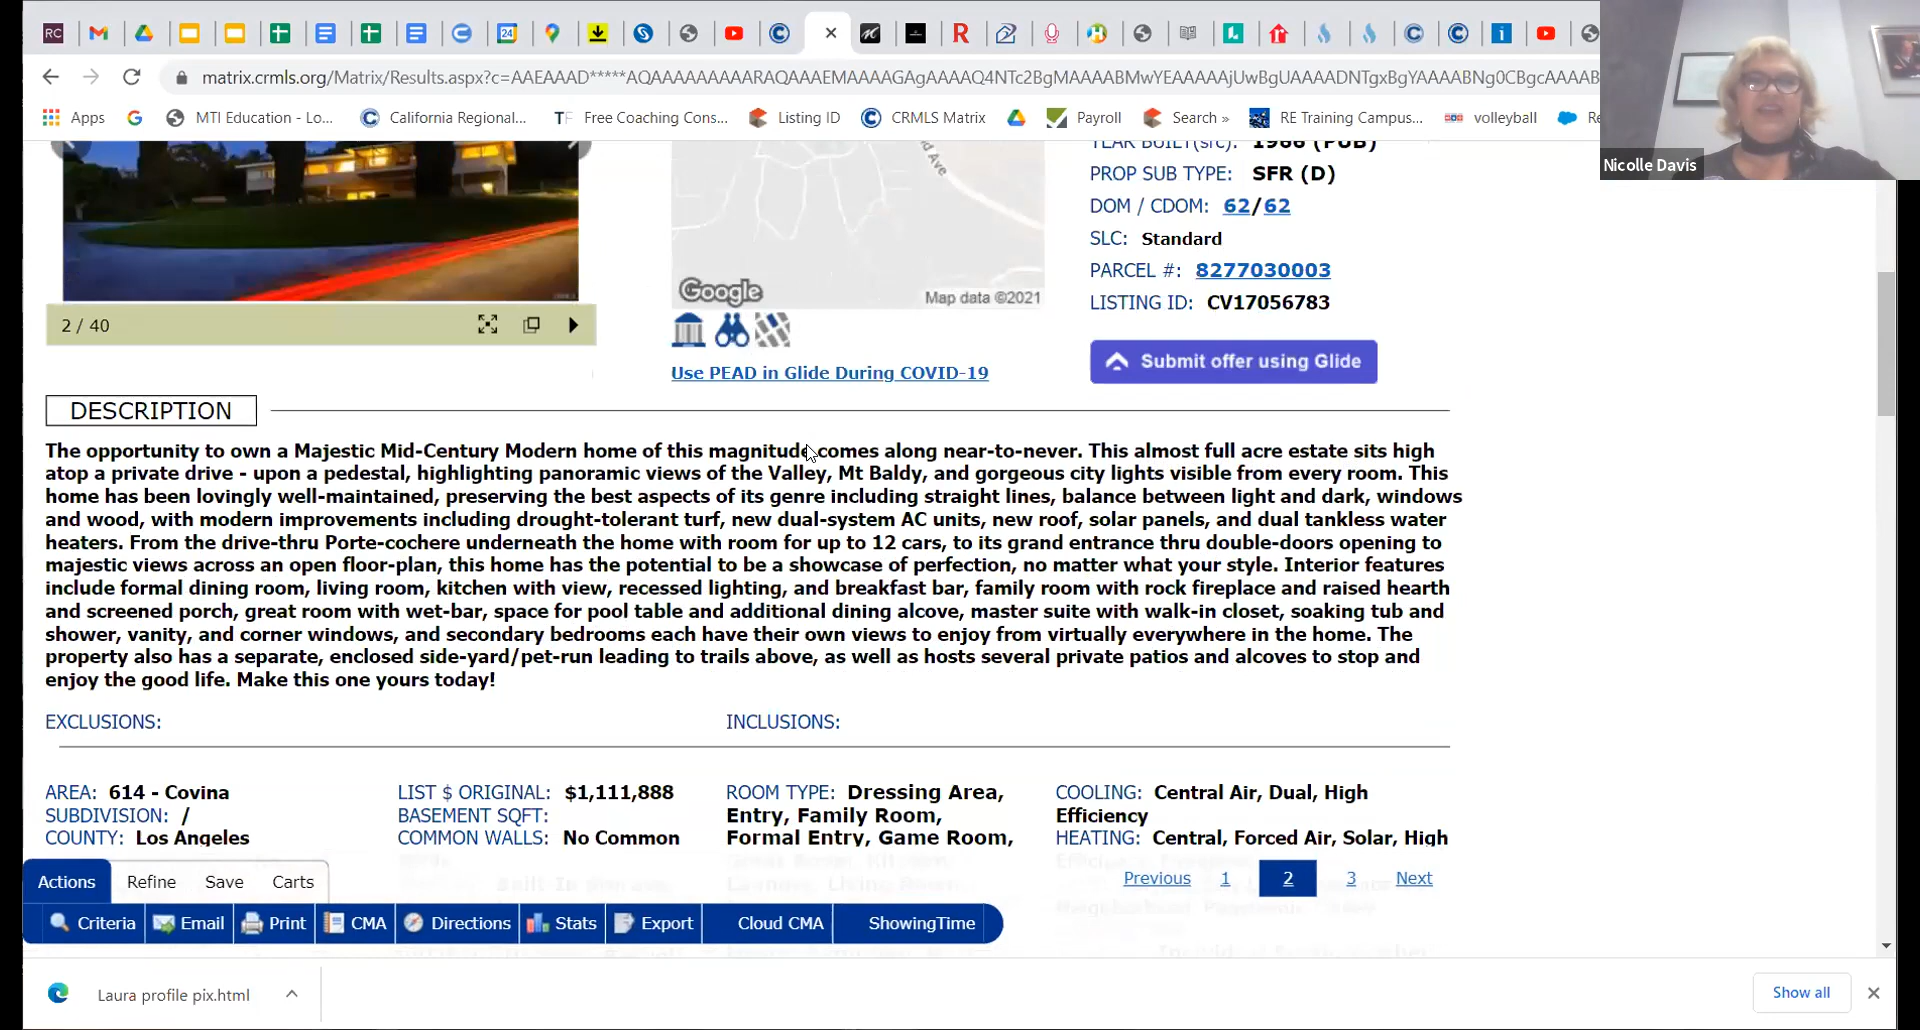 RC
24
matrix.crmls.org/Matrix/Results.aspx?c=AAEAAAD*****AQAAAAAAAAARAQAAAEMAAAAGAgAAAAQ4NTc2BgMAAAABMwYEAAAAAjUwBgUAAAADNTgxBgYAAAABNg0CBgcAAAAB
Apps
MTI Education - Lo...
California Regional...
TF Free Coaching Cons...
Listing ID
CRMLS Matrix
Payroll
Search »
RE Training Campus...
volleyball
Re
Nicolle Davis
YEAR BUILT(src): 1966 (PUB)
PROP SUB TYPE: SFR (D)
DOM / CDOM: 62/62
SLC: Standard
PARCEL #: 8277030003
LISTING ID: CV17056783
Submit offer using Glide
d Ave
Google
Map data ©2021
2 / 40
Use PEAD in Glide During COVID-19
DESCRIPTION
The opportunity to own a Majestic Mid-Century Modern home of this magnitude comes along near-to-never. This almost full acre estate sits high
atop a private drive - upon a pedestal, highlighting panoramic views of the Valley, Mt Baldy, and gorgeous city lights visible from every room. This
home has been lovingly well-maintained, preserving the best aspects of its genre including straight lines, balance between light and dark, windows
and wood, with modern improvements including drought-tolerant turf, new dual-system AC units, new roof, solar panels, and dual tankless water
heaters. From the drive-thru Porte-cochere underneath the home with room for up to 12 cars, to its grand entrance thru double-doors opening to
majestic views across an open floor-plan, this home has the potential to be a showcase of perfection, no matter what your style. Interior features
include formal dining room, living room, kitchen with view, recessed lighting, and breakfast bar, family room with rock fireplace and raised hearth
and screened porch, great room with wet-bar, space for pool table and additional dining alcove, master suite with walk-in closet, soaking tub and
shower, vanity, and corner windows, and secondary bedrooms each have their own views to enjoy from virtually everywhere in the home. The
property also has a separate, enclosed side-yard/pet-run leading to trails above, as well as hosts several private patios and alcoves to stop and
enjoy the good life. Make this one yours today!
EXCLUSIONS:
INCLUSIONS:
AREA: 614 - Covina
SUBDIVISION: /
COUNTY: Los Angeles
LIST $ ORIGINAL: $1,111,888
BASEMENT SQFT:
COMMON WALLS: No Common
ROOM TYPE: Dressing Area,
Entry, Family Room,
Formal Entry, Game Room,
COOLING: Central Air, Dual, High
Efficiency
HEATING: Central, Forced Air, Solar, High
Actions
Refine
Save
Carts
Previous 1 2 3 Next
Criteria
Email
Print
CMA
Directions
Stats
Export
Cloud CMA
ShowingTime
Laura profile pix.html
Show all